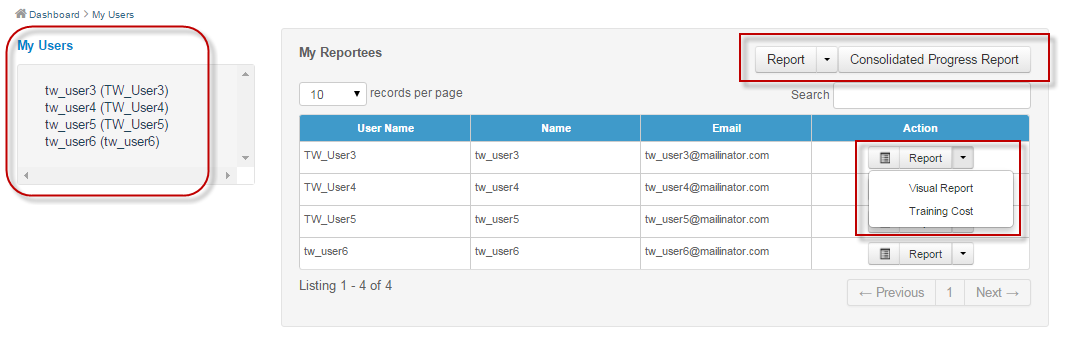 Dashboard > My Users
My Users
tw_user3 (TW_User3)
tw_user4 (TW_User4)
tw_user5 (TW_User5)
tw_user6 (tw_user6)
My Reportees
Report Consolidated Progress Report
10 records per page Search
User Name Name Email Action
TW_User3 tw_user3 tw_user3@mailinator.com Report
TW_User4 tw_user4 tw_user4@mailinator.com Visual Report
Training Cost
TW_User5 tw_user5 tw_user5@mailinator.com
tw_user6 tw_user6 tw_user6@mailinator.com Report
Listing 1 - 4 of 4
← Previous 1 Next →